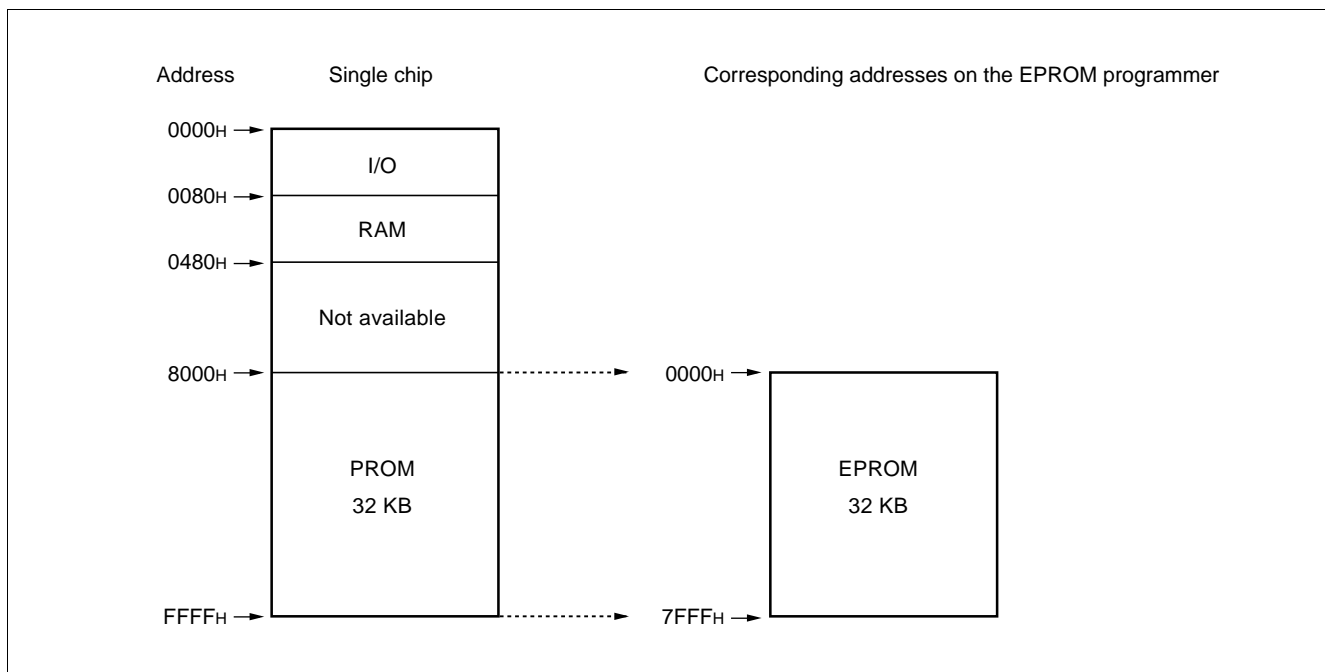 Address Single chip Corresponding addresses on the EPROM programmer
0000H
I/O
0080H
RAM
0480H
Not available
8000H 0000H
PROM EPROM
32 KB 32 KB
FFFFH 7FFFH